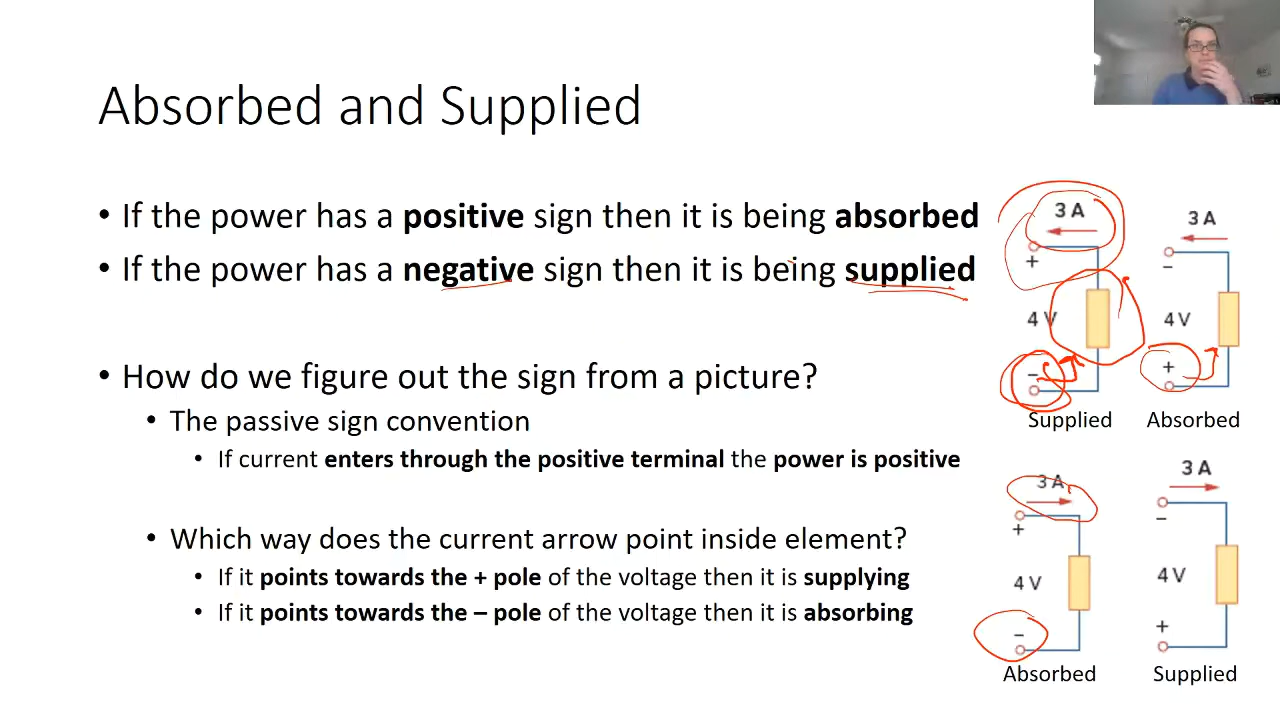 Absorbed and Supplied
• If the power has a positive sign then it is being absorbed
• If the power has a negative sign then it is being supplied
• How do we figure out the sign from a picture?
• The passive sign convention
• If current enters through the positive terminal the power is positive
• Which way does the current arrow point inside element?
• If it points towards the + pole of the voltage then it is supplying
• If it points towards the – pole of the voltage then it is absorbing
3 A
+
4 V
–
Supplied
3 A
–
4 V
+
Absorbed
3 A
+
4 V
–
Absorbed
3 A
–
4 V
+
Supplied